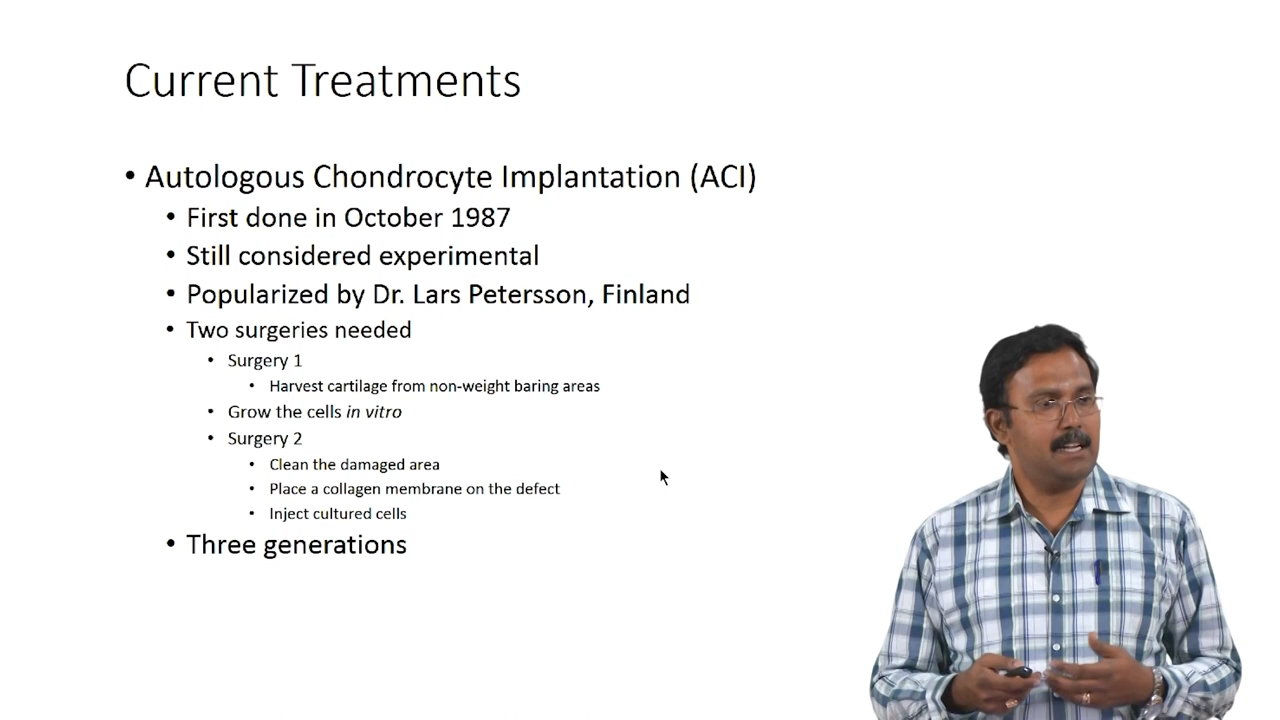 Current Treatments
• Autologous Chondrocyte Implantation (ACI)
• First done in October 1987
• Still considered experimental
• Popularized by Dr. Lars Petersson, Finland
• Two surgeries needed
• Surgery 1
• Harvest cartilage from non-weight baring areas
• Grow the cells in vitro
• Surgery 2
• Clean the damaged area
• Place a collagen membrane on the defect
• Inject cultured cells
• Three generations